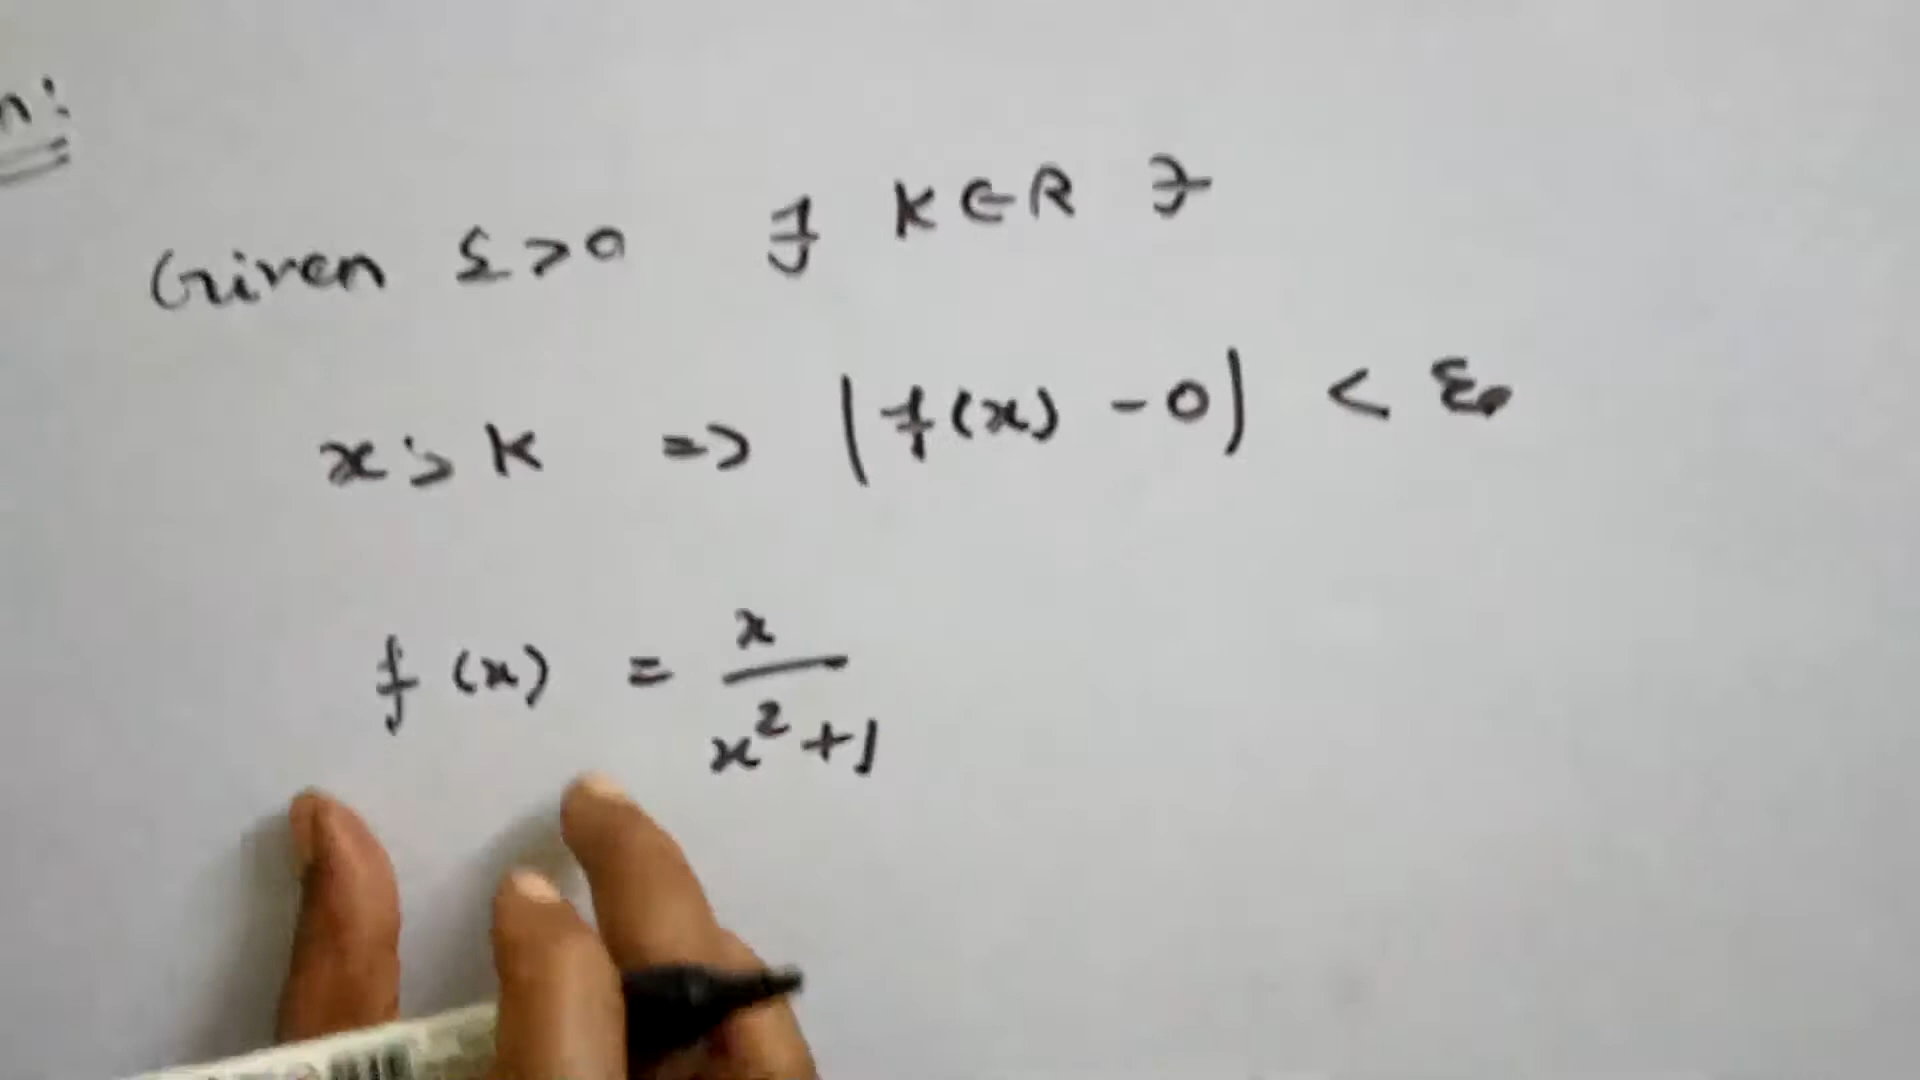 n:
Given ε>0 ∃ K∈R ∋
x>K => |f(x) -0| < ε.
f(x) = x/(x²+1)